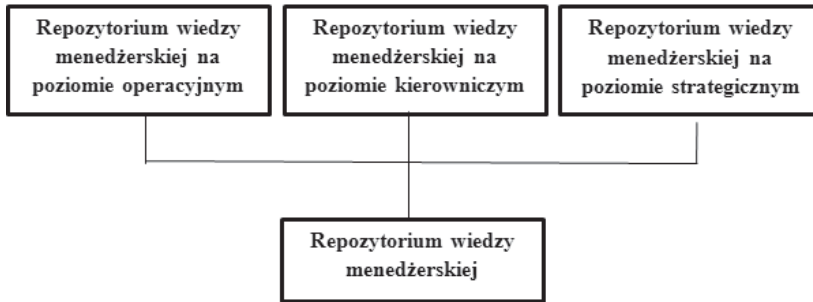 Repozytorium wiedzy
menedżerskiej na
poziomie operacyjnym
Repozytorium wiedzy
menedżerskiej na
poziomie kierowniczym
Repozytorium wiedzy
menedżerskiej na
poziomie strategicznym
Repozytorium wiedzy
menedżerskiej